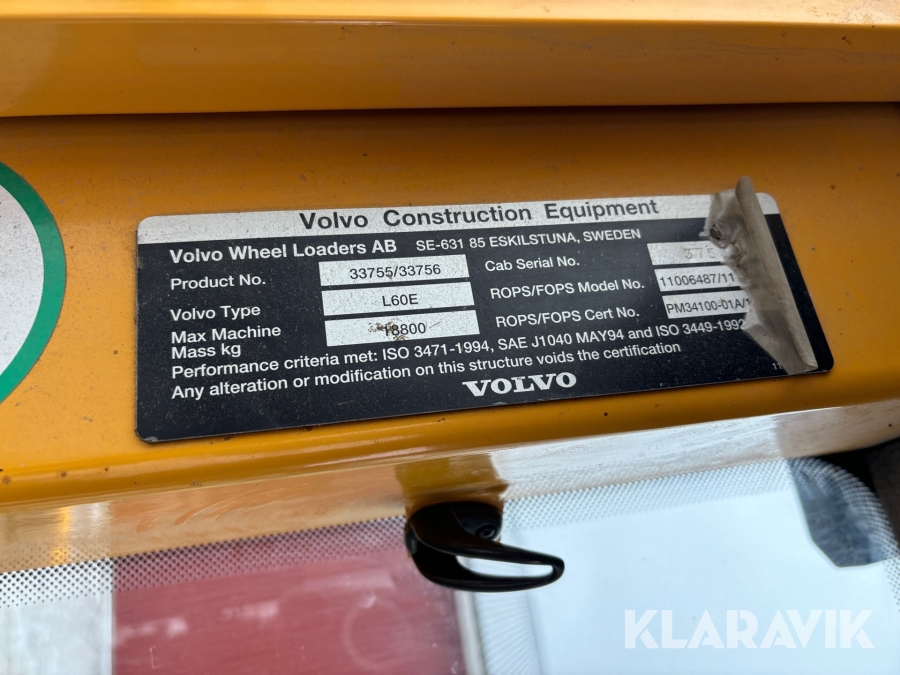 Volvo Construction Equipment
Volvo Wheel Loaders AB SE-631 85 ESKILSTUNA, SWEDEN
Product No. 33755/33756 Cab Serial No.
Volvo Type L60E ROPS/FOPS Model No. 11006487/11
Max Machine Mass kg 18800 ROPS/FOPS Cert No. PM34100-01A/
Performance criteria met: ISO 3471-1994, SAE J1040 MAY94 and ISO 3449-1992
Any alteration or modification on this structure voids the certification
VOLVO
KLARAVIK